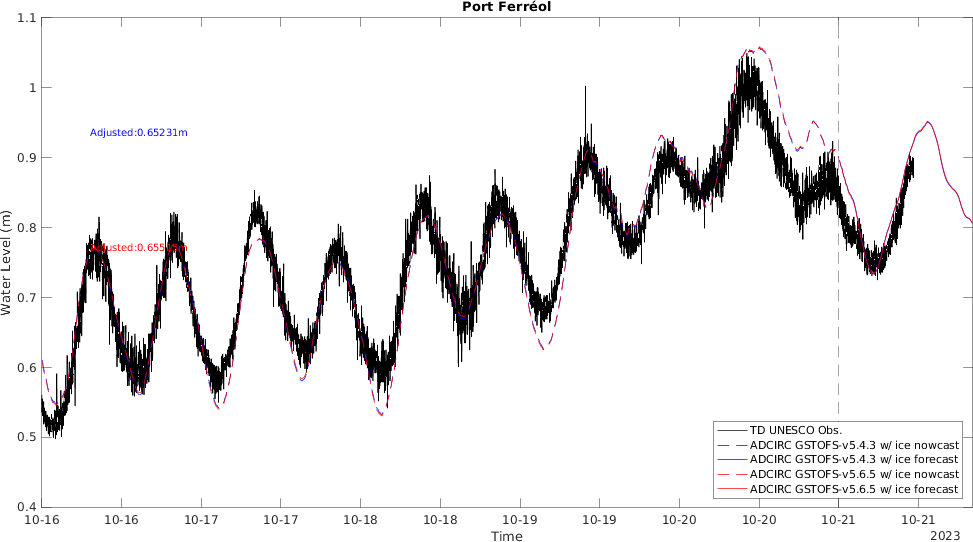 Port Ferréol
Water Level (m)
1.1
1
0.9
0.8
0.7
0.6
0.5
0.4
Adjusted:0.65231m
TD UNESCO Obs.
ADCIRC GSTOFS-v5.4.3 w/ ice nowcast
ADCIRC GSTOFS-v5.4.3 w/ ice forecast
ADCIRC GSTOFS-v5.6.5 w/ ice nowcast
ADCIRC GSTOFS-v5.6.5 w/ ice forecast
10-16 10-16 10-17 10-17 10-18 10-18 10-19 10-19 10-20 10-20 10-21 10-21
Time
2023